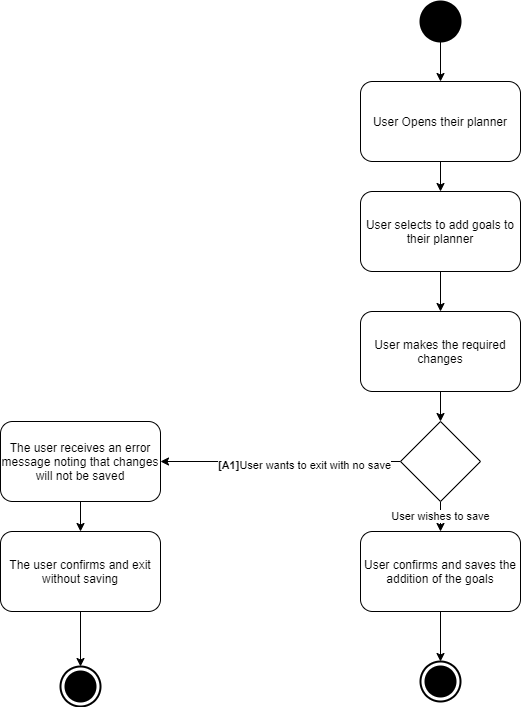 User Opens their planner
User selects to add goals to
their planner
User makes the required
changes
The user receives an error
message noting that changes
will not be saved
[A1]User wants to exit with no save
User wishes to save
The user confirms and exit
without saving
User confirms and saves the
addition of the goals